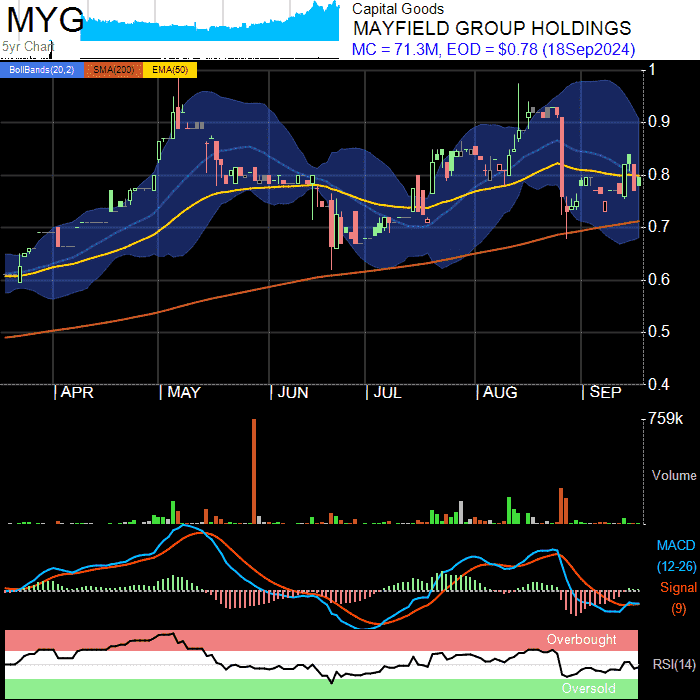 MYG
5yr Chart
Capital Goods
MAYFIELD GROUP HOLDINGS
MC = 71.3M, EOD = $0.78 (18Sep2024)
BollBands(20,2) SMA(200) EMA(50)
1
0.9
0.8
0.7
0.6
0.5
0.4
APR MAY JUN JUL AUG SEP
759k
Volume
MACD
(12-26)
Signal
(9)
Overbought
RSI(14)
Oversold